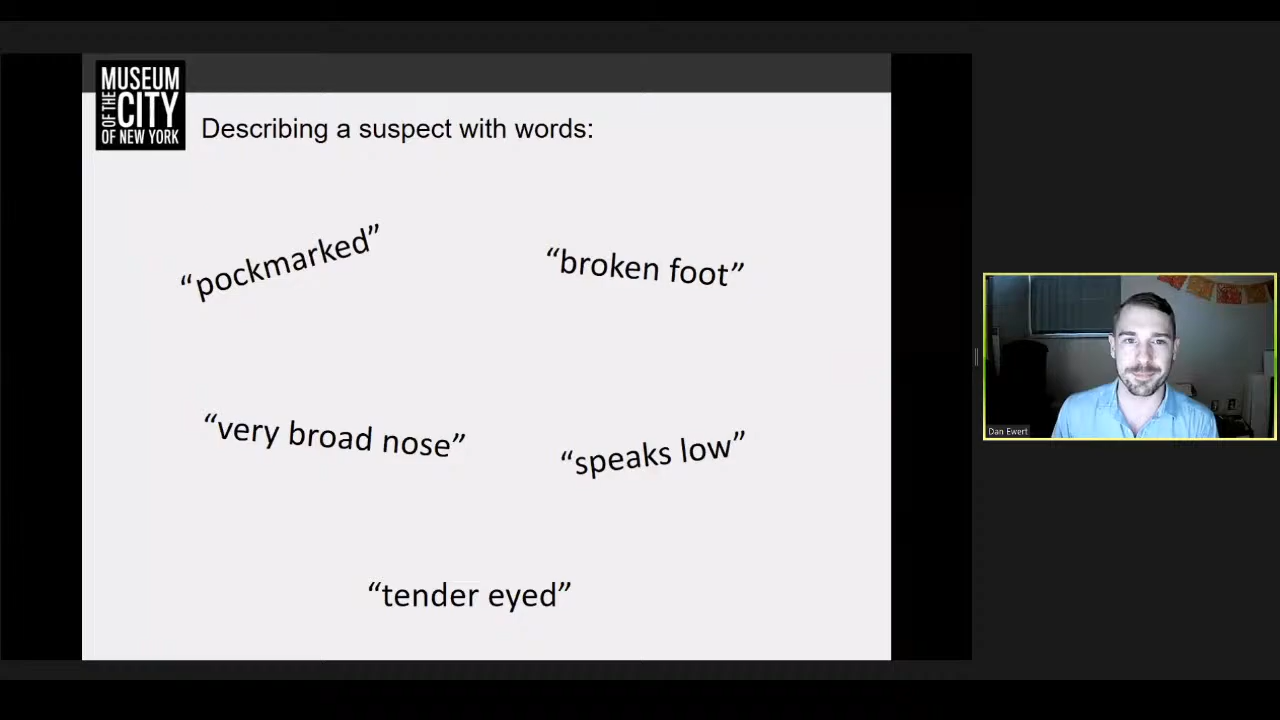 MUSEUM
OF THE CITY
OF NEW YORK
Describing a suspect with words:
“pockmarked”
“broken foot”
“very broad nose”
“speaks low”
“tender eyed”
Dan Ewert